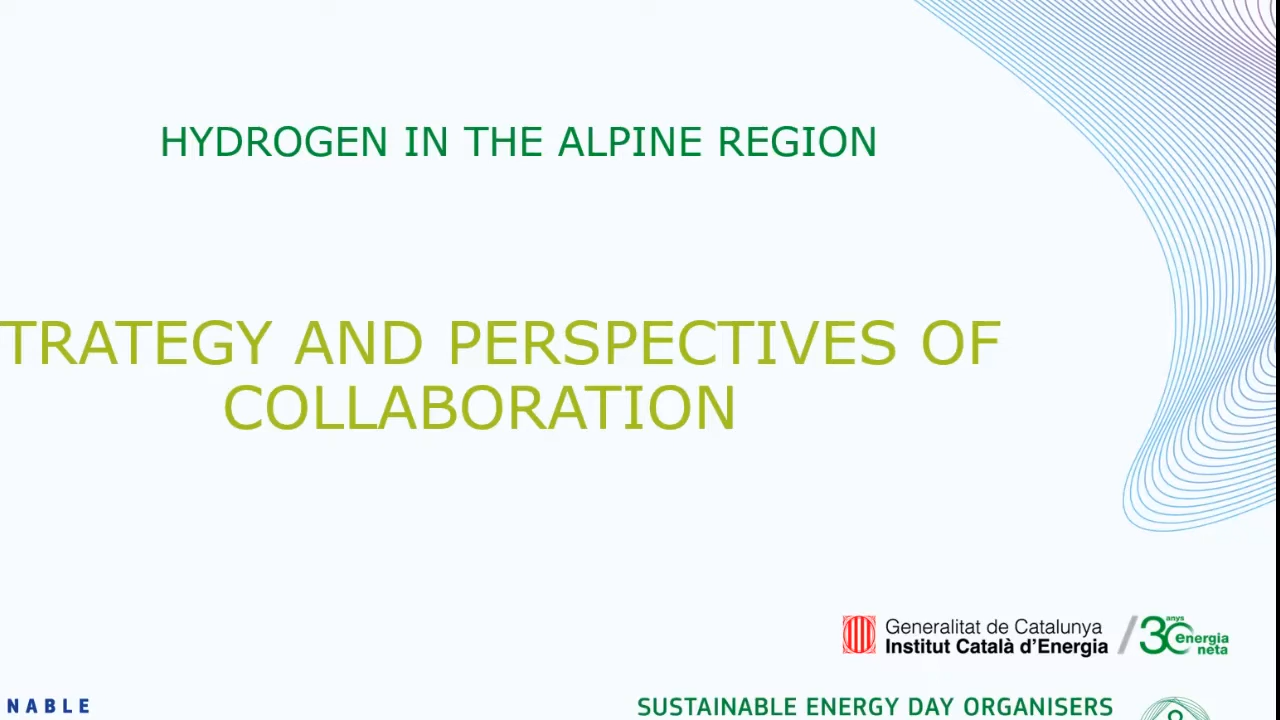 HYDROGEN IN THE ALPINE REGION
TRATEGY AND PERSPECTIVES OF
COLLABORATION
Generalitat de Catalunya
Institut Català d'Energia
30 anys energia neta
NABLE
SUSTAINABLE ENERGY DAY ORGANISERS